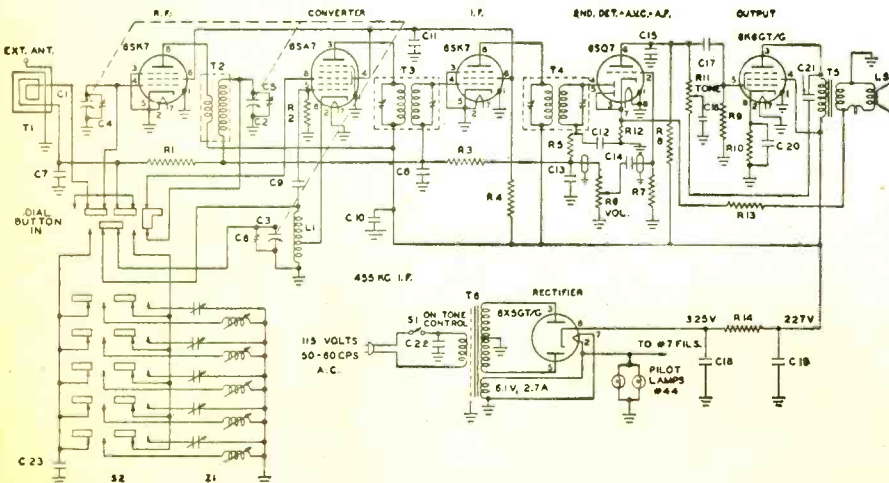 R.F. CONVERTER I.F. 2ND. DET.-A.V.C.-A.F. OUTPUT
EXT. ANT.
6SK7 6SA7 6SK7 6SQ7 6K6GT/G
T1 C1 C4 T2 C5 C2 R2 T3 C11 T4 C15 C17 R11 TONE C16 R9 R10 C20 C21 T5 LS
C7 R1 C9 C8 R3 R4 R5 C12 R12 C13 C14 R6 VOL. R7 R8 R13
DIAL
BUTTON
IN
C6 C3 L1 C10
455 KC I.F.
T6 RECTIFIER
6X5GT/G
S1 ON TONE
CONTROL
C22
115 VOLTS
50-60 CPS
A.C.
6.1V, 2.7A
325V R14 227V
TO #7 FILS.
C18 C19
PILOT
LAMPS
#44
C23 S2 Z1